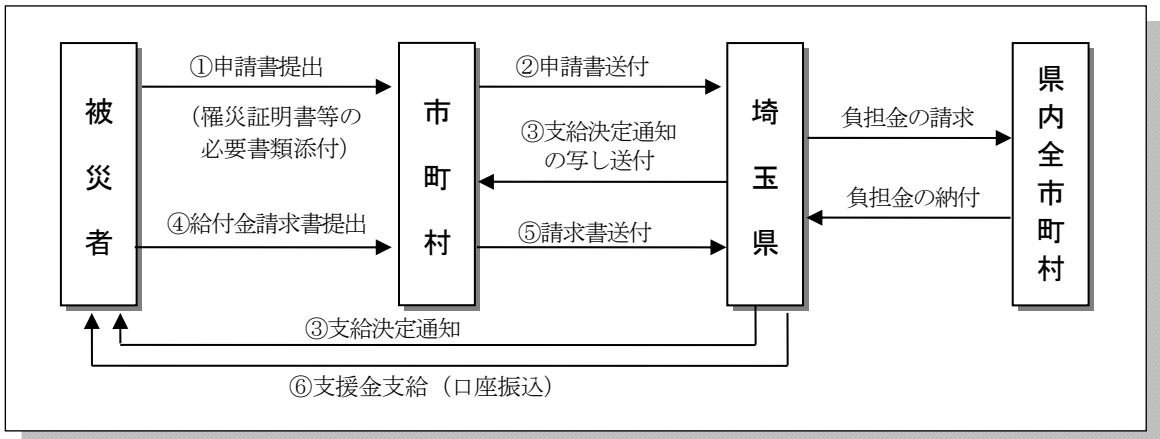 被災者
①申請書提出
（罹災証明書等の
必要書類添付）
④給付金請求書提出
市町村
②申請書送付
③支給決定通知
の写し送付
⑤請求書送付
埼玉県
負担金の請求
負担金の納付
県内全市町村
③支給決定通知
⑥支援金支給（口座振込）